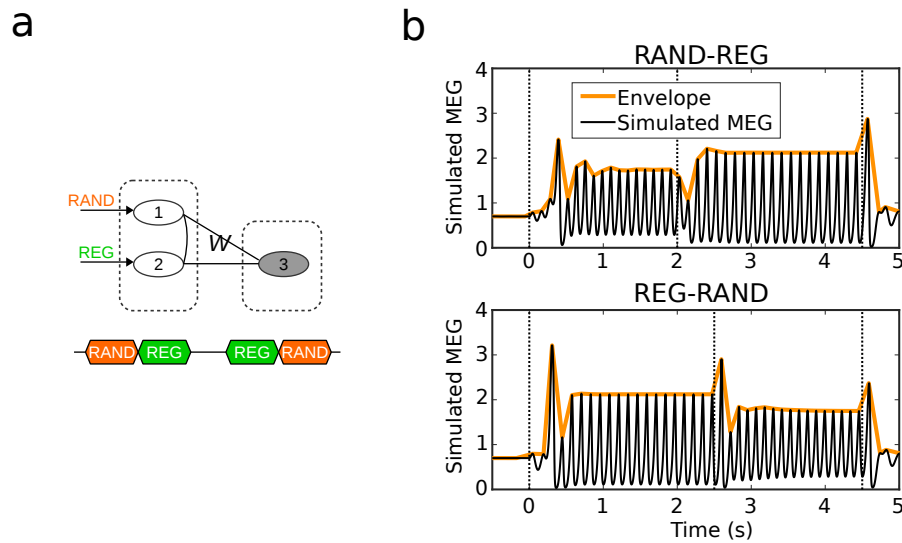 a
RAND
1
REG
2
W
3
RAND REG REG RAND
b
RAND-REG
Simulated MEG
4
3
2
1
0
Envelope
Simulated MEG
0 1 2 3 4 5
REG-RAND
Simulated MEG
4
3
2
1
0
0 1 2 3 4 5
Time (s)